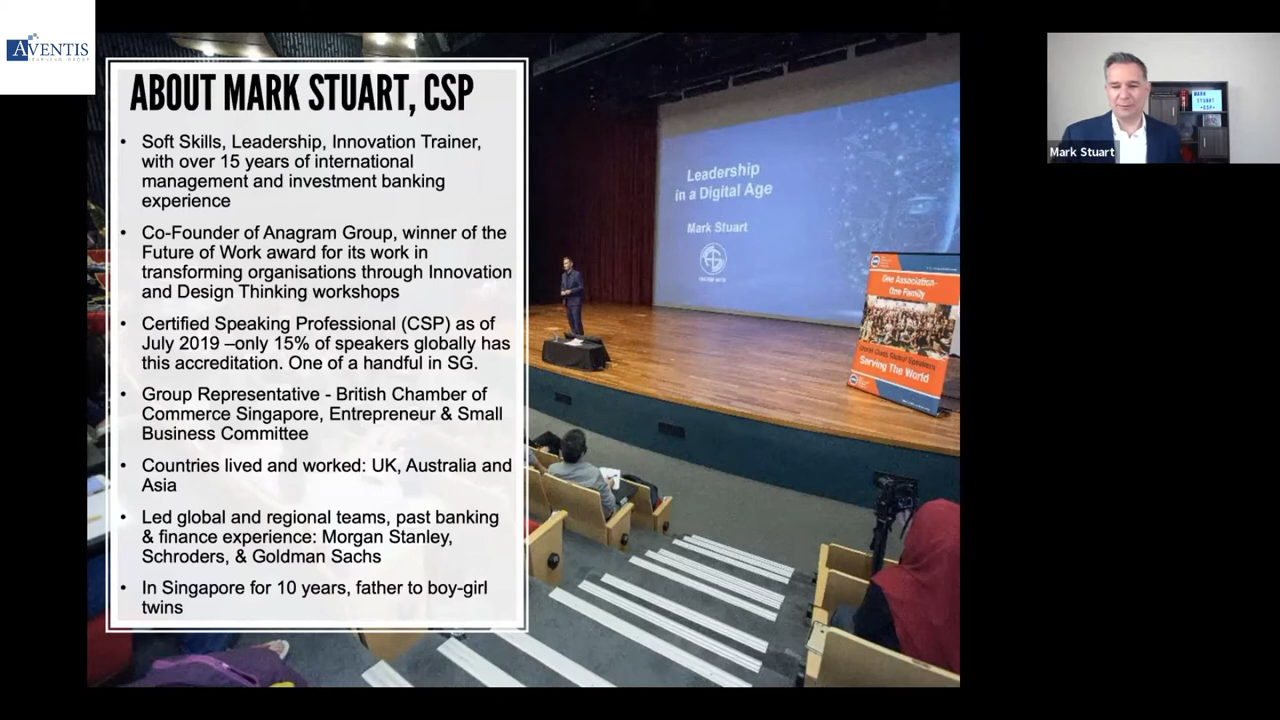 AVENTIS
LEARNING GROUP
ABOUT MARK STUART, CSP
• Soft Skills, Leadership, Innovation Trainer,
with over 15 years of international
management and investment banking
experience
• Co-Founder of Anagram Group, winner of the
Future of Work award for its work in
transforming organisations through Innovation
and Design Thinking workshops
• Certified Speaking Professional (CSP) as of
July 2019 –only 15% of speakers globally has
this accreditation. One of a handful in SG.
• Group Representative - British Chamber of
Commerce Singapore, Entrepreneur & Small
Business Committee
• Countries lived and worked: UK, Australia and
Asia
• Led global and regional teams, past banking
& finance experience: Morgan Stanley,
Schroders, & Goldman Sachs
• In Singapore for 10 years, father to boy-girl
twins
Leadership
in a Digital Age
Mark Stuart
One Association-
One Family
Serving The World
MARK
STUART
CSP
Mark Stuart